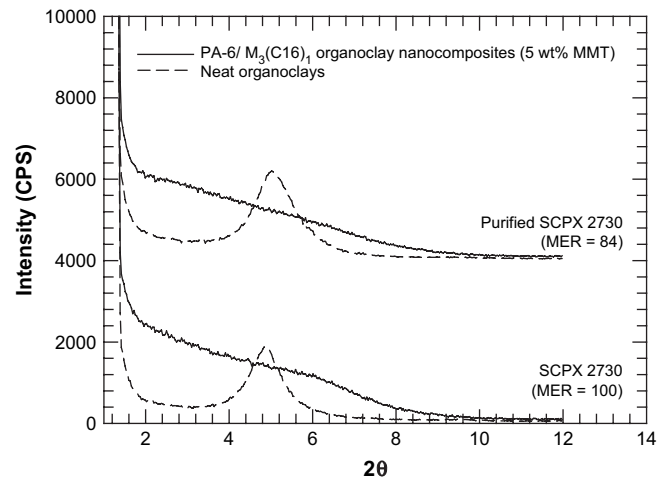 10000
8000
6000
4000
2000
0
Intensity (CPS)
PA-6/ M₃(C16)₁ organoclay nanocomposites (5 wt% MMT)
Neat organoclays
Purified SCPX 2730
(MER = 84)
SCPX 2730
(MER = 100)
2 4 6 8 10 12 14
2θ